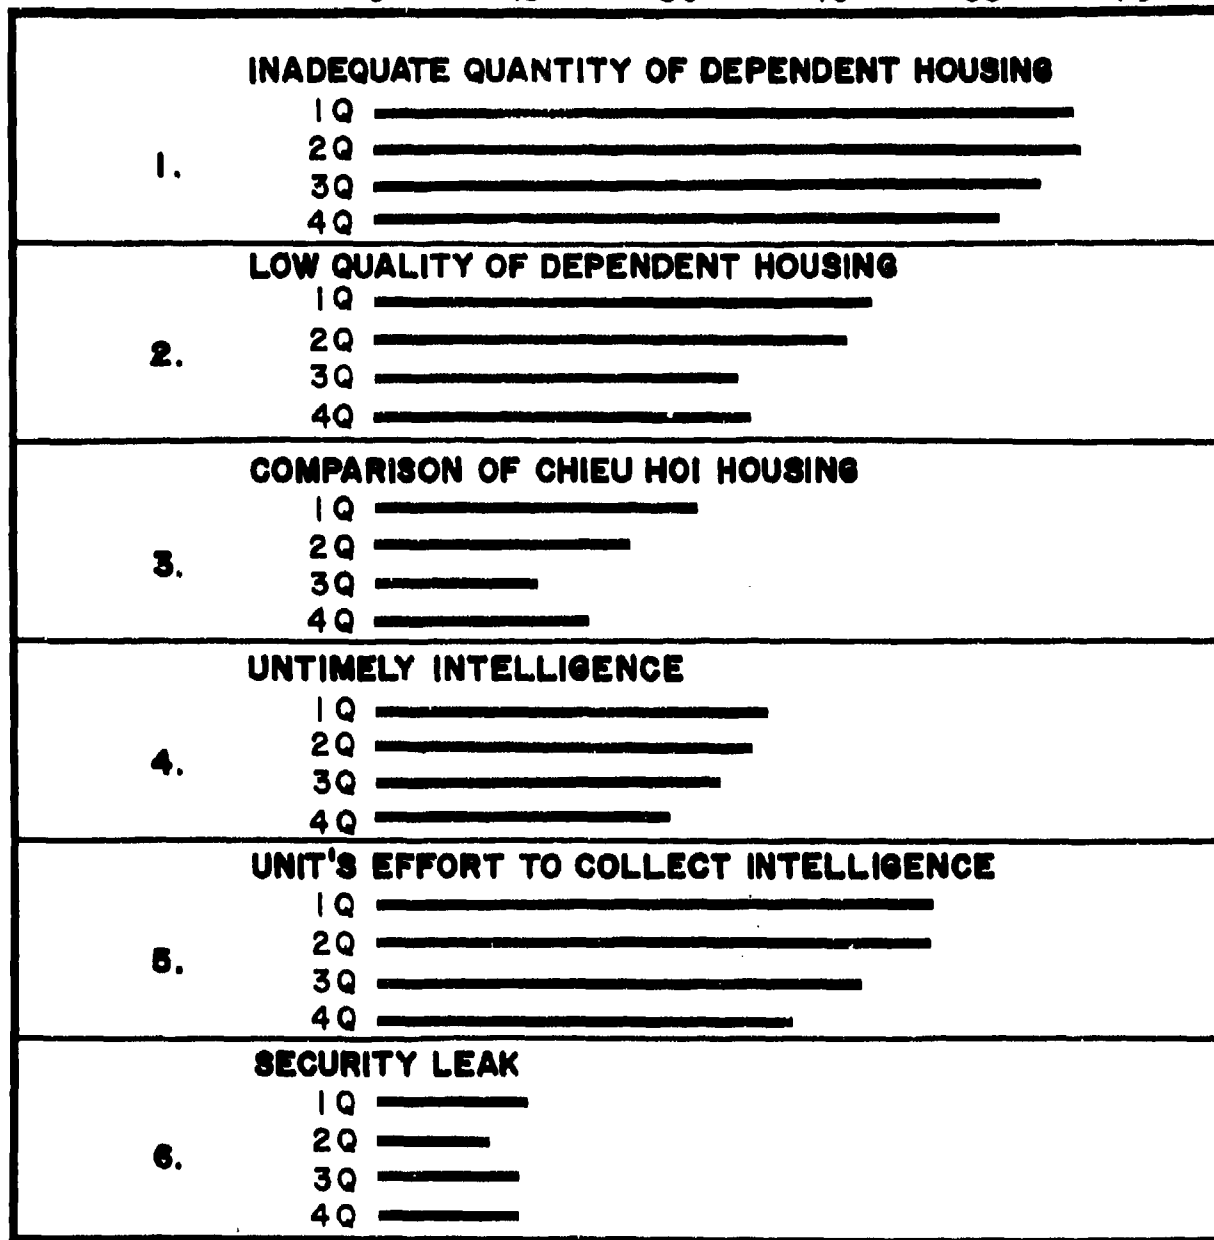 INADEQUATE QUANTITY OF DEPENDENT HOUSING
1Q
2Q
1.
3Q
4Q
LOW QUALITY OF DEPENDENT HOUSING
1Q
2Q
2.
3Q
4Q
COMPARISON OF CHIEU HOI HOUSING
1Q
2Q
3.
3Q
4Q
UNTIMELY INTELLIGENCE
1Q
2Q
4.
3Q
4Q
UNIT'S EFFORT TO COLLECT INTELLIGENCE
1Q
2Q
5.
3Q
4Q
SECURITY LEAK
1Q
2Q
6.
3Q
4Q